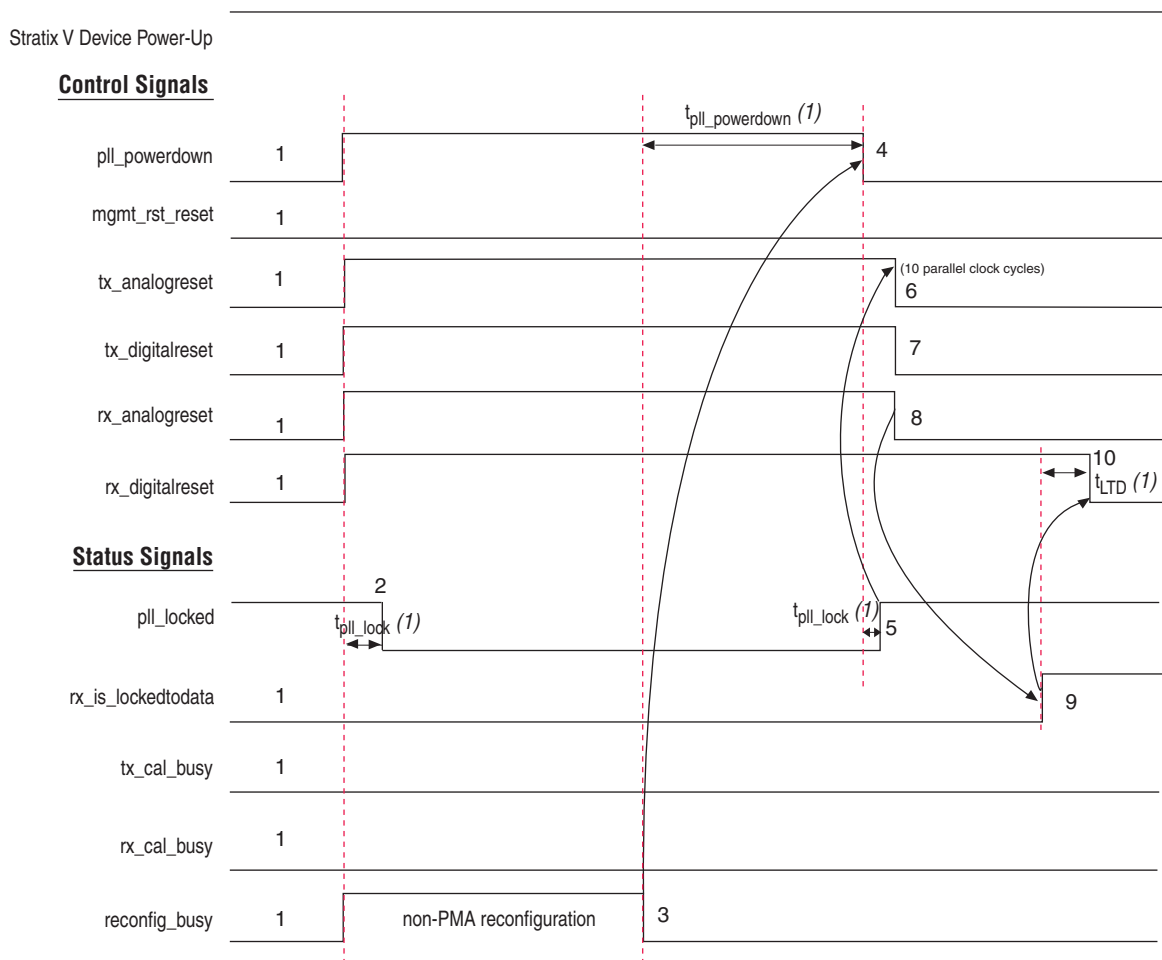 Stratix V Device Power-Up
Control Signals
t_pll_powerdown (1)
pll_powerdown 1 4
mgmt_rst_reset 1
(10 parallel clock cycles)
tx_analogreset 1 6
tx_digitalreset 1 7
rx_analogreset 1 8
10
rx_digitalreset 1 t_LTD (1)
Status Signals
2
pll_locked t_pll_lock (1) t_pll_lock (1) 5
rx_is_lockedtodata 1 9
tx_cal_busy 1
rx_cal_busy 1
reconfig_busy 1 non-PMA reconfiguration 3